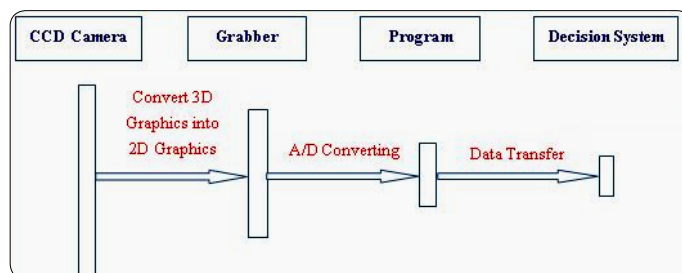 CCD Camera
Grabber
Program
Decision System
Convert 3D
Graphics into
2D Graphics
A/D Converting
Data Transfer